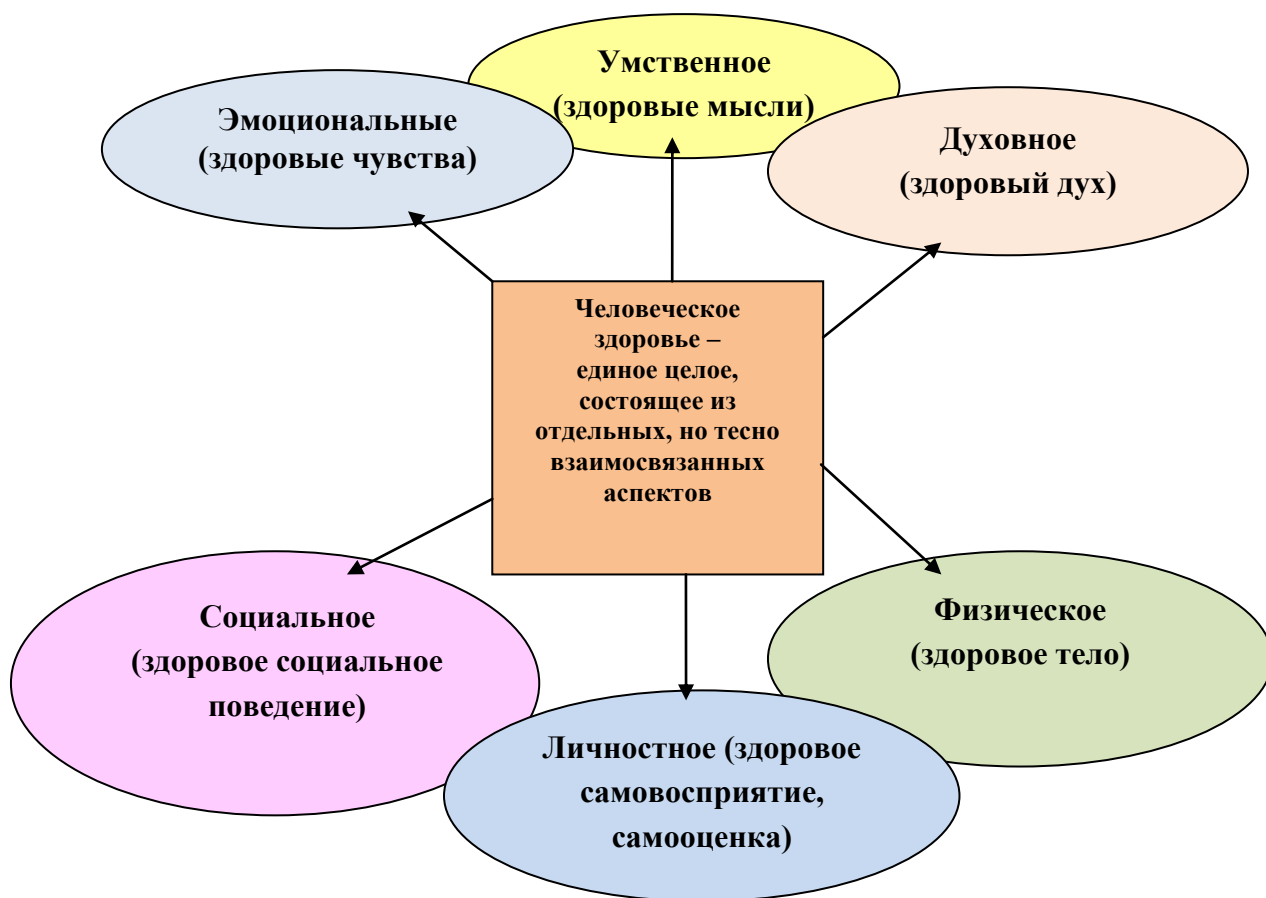 Умственное
(здоровые мысли)
Эмоциональные
(здоровые чувства)
Духовное
(здоровый дух)
Человеческое
здоровье –
единое целое,
состоящее из
отдельных, но тесно
взаимосвязанных
аспектов
Социальное
(здоровое социальное
поведение)
Физическое
(здоровое тело)
Личностное (здоровое
самовосприятие,
самооценка)